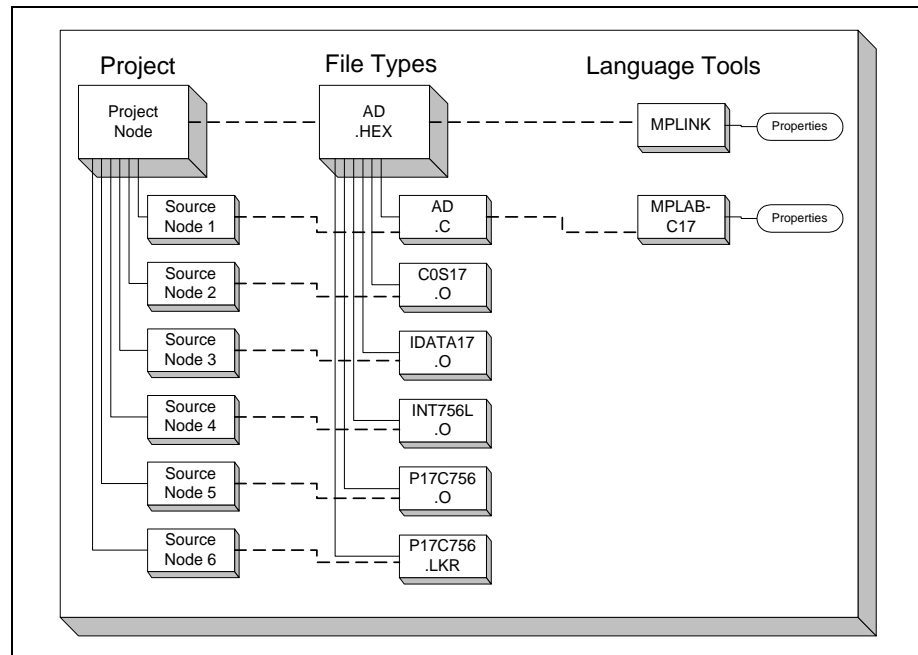 Project
File Types
Language Tools
Project
Node
AD
.HEX
MPLINK
Properties
Source
Node 1
AD
.C
MPLAB-
C17
Properties
Source
Node 2
C0S17
.O
Source
Node 3
IDATA17
.O
Source
Node 4
INT756L
.O
Source
Node 5
P17C756
.O
Source
Node 6
P17C756
.LKR